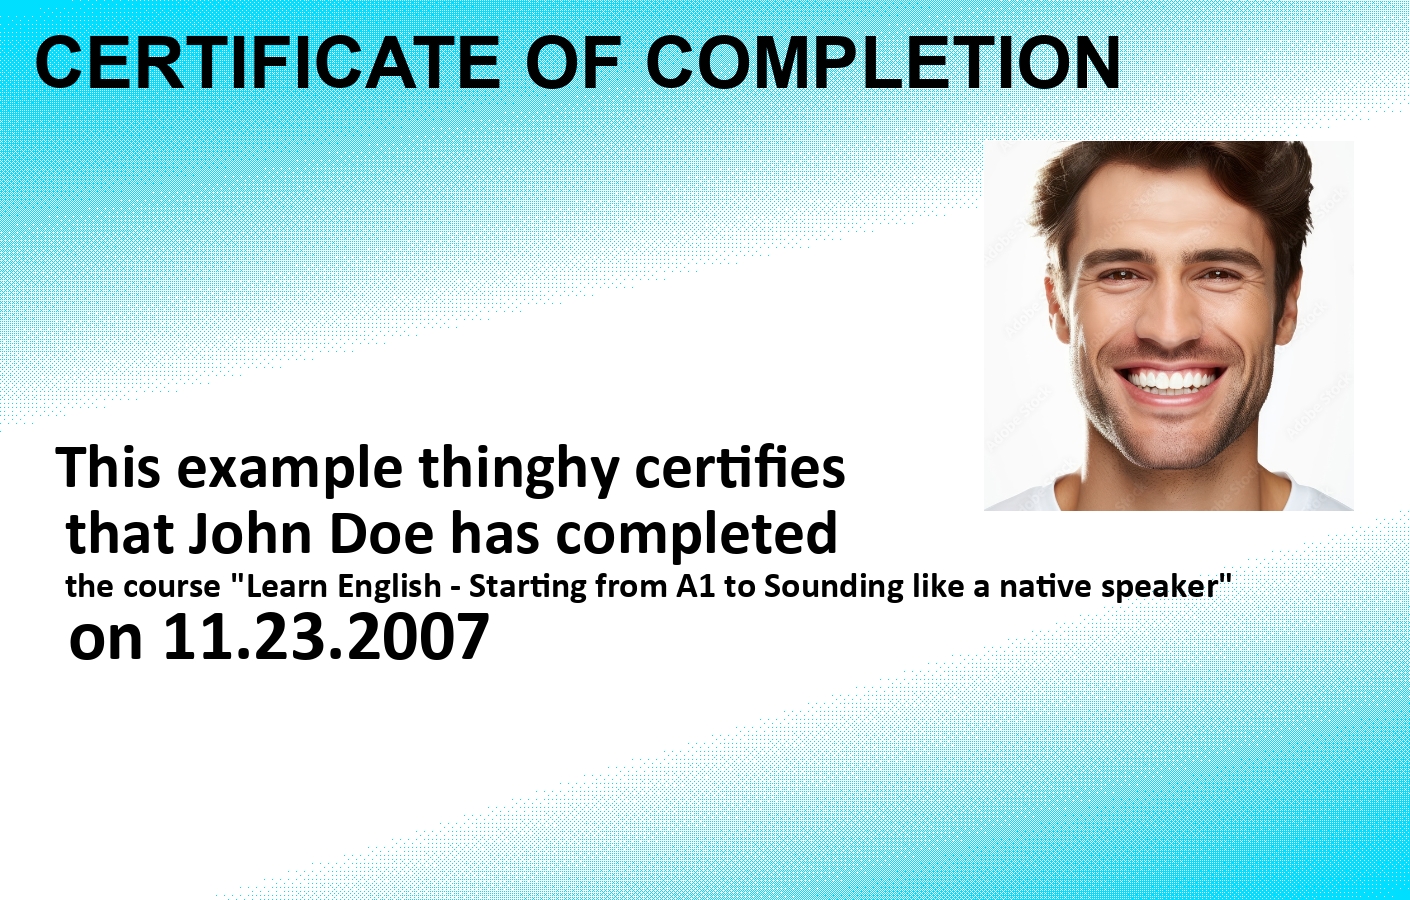 CERTIFICATE OF COMPLETION
This example thinghy certifies
that John Doe has completed
the course "Learn English - Starting from A1 to Sounding like a native speaker"
on 11.23.2007